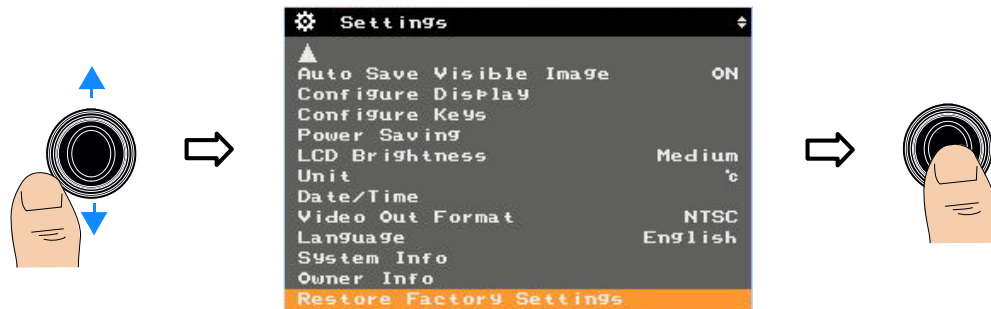 Settings
Auto Save Visible Image ON
Configure Display
Configure Keys
Power Saving
LCD Brightness Medium
Unit °c
Date/Time
Video Out Format NTSC
Language English
System Info
Owner Info
Restore Factory Settings